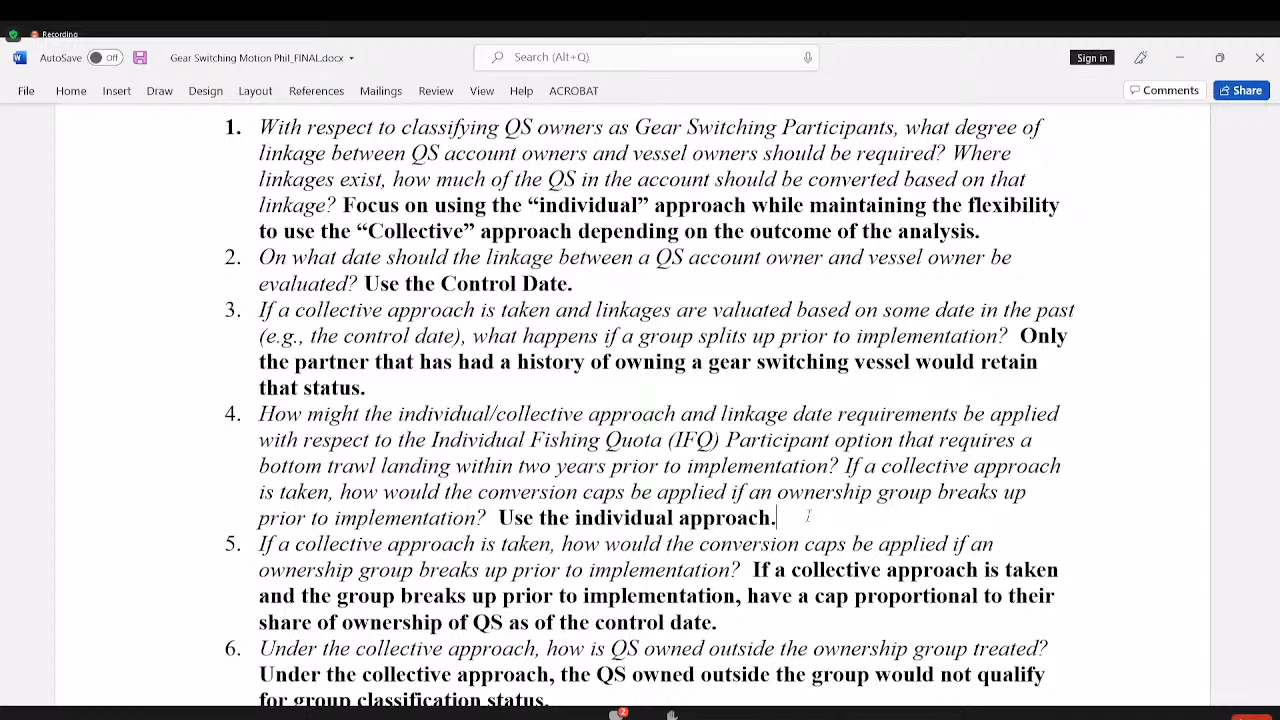 Recording
AutoSave Off Gear Switching Motion Phil_FINAL.docx Search (Alt+Q) Sign in
File Home Insert Draw Design Layout References Mailings Review View Help ACROBAT Comments Share
1. With respect to classifying QS owners as Gear Switching Participants, what degree of
linkage between QS account owners and vessel owners should be required? Where
linkages exist, how much of the QS in the account should be converted based on that
linkage? Focus on using the “individual” approach while maintaining the flexibility
to use the “Collective” approach depending on the outcome of the analysis.
2. On what date should the linkage between a QS account owner and vessel owner be
evaluated? Use the Control Date.
3. If a collective approach is taken and linkages are valuated based on some date in the past
(e.g., the control date), what happens if a group splits up prior to implementation? Only
the partner that has had a history of owning a gear switching vessel would retain
that status.
4. How might the individual/collective approach and linkage date requirements be applied
with respect to the Individual Fishing Quota (IFQ) Participant option that requires a
bottom trawl landing within two years prior to implementation? If a collective approach
is taken, how would the conversion caps be applied if an ownership group breaks up
prior to implementation? Use the individual approach.
5. If a collective approach is taken, how would the conversion caps be applied if an
ownership group breaks up prior to implementation? If a collective approach is taken
and the group breaks up prior to implementation, have a cap proportional to their
share of ownership of QS as of the control date.
6. Under the collective approach, how is QS owned outside the ownership group treated?
Under the collective approach, the QS owned outside the group would not qualify
for group classification status.
2